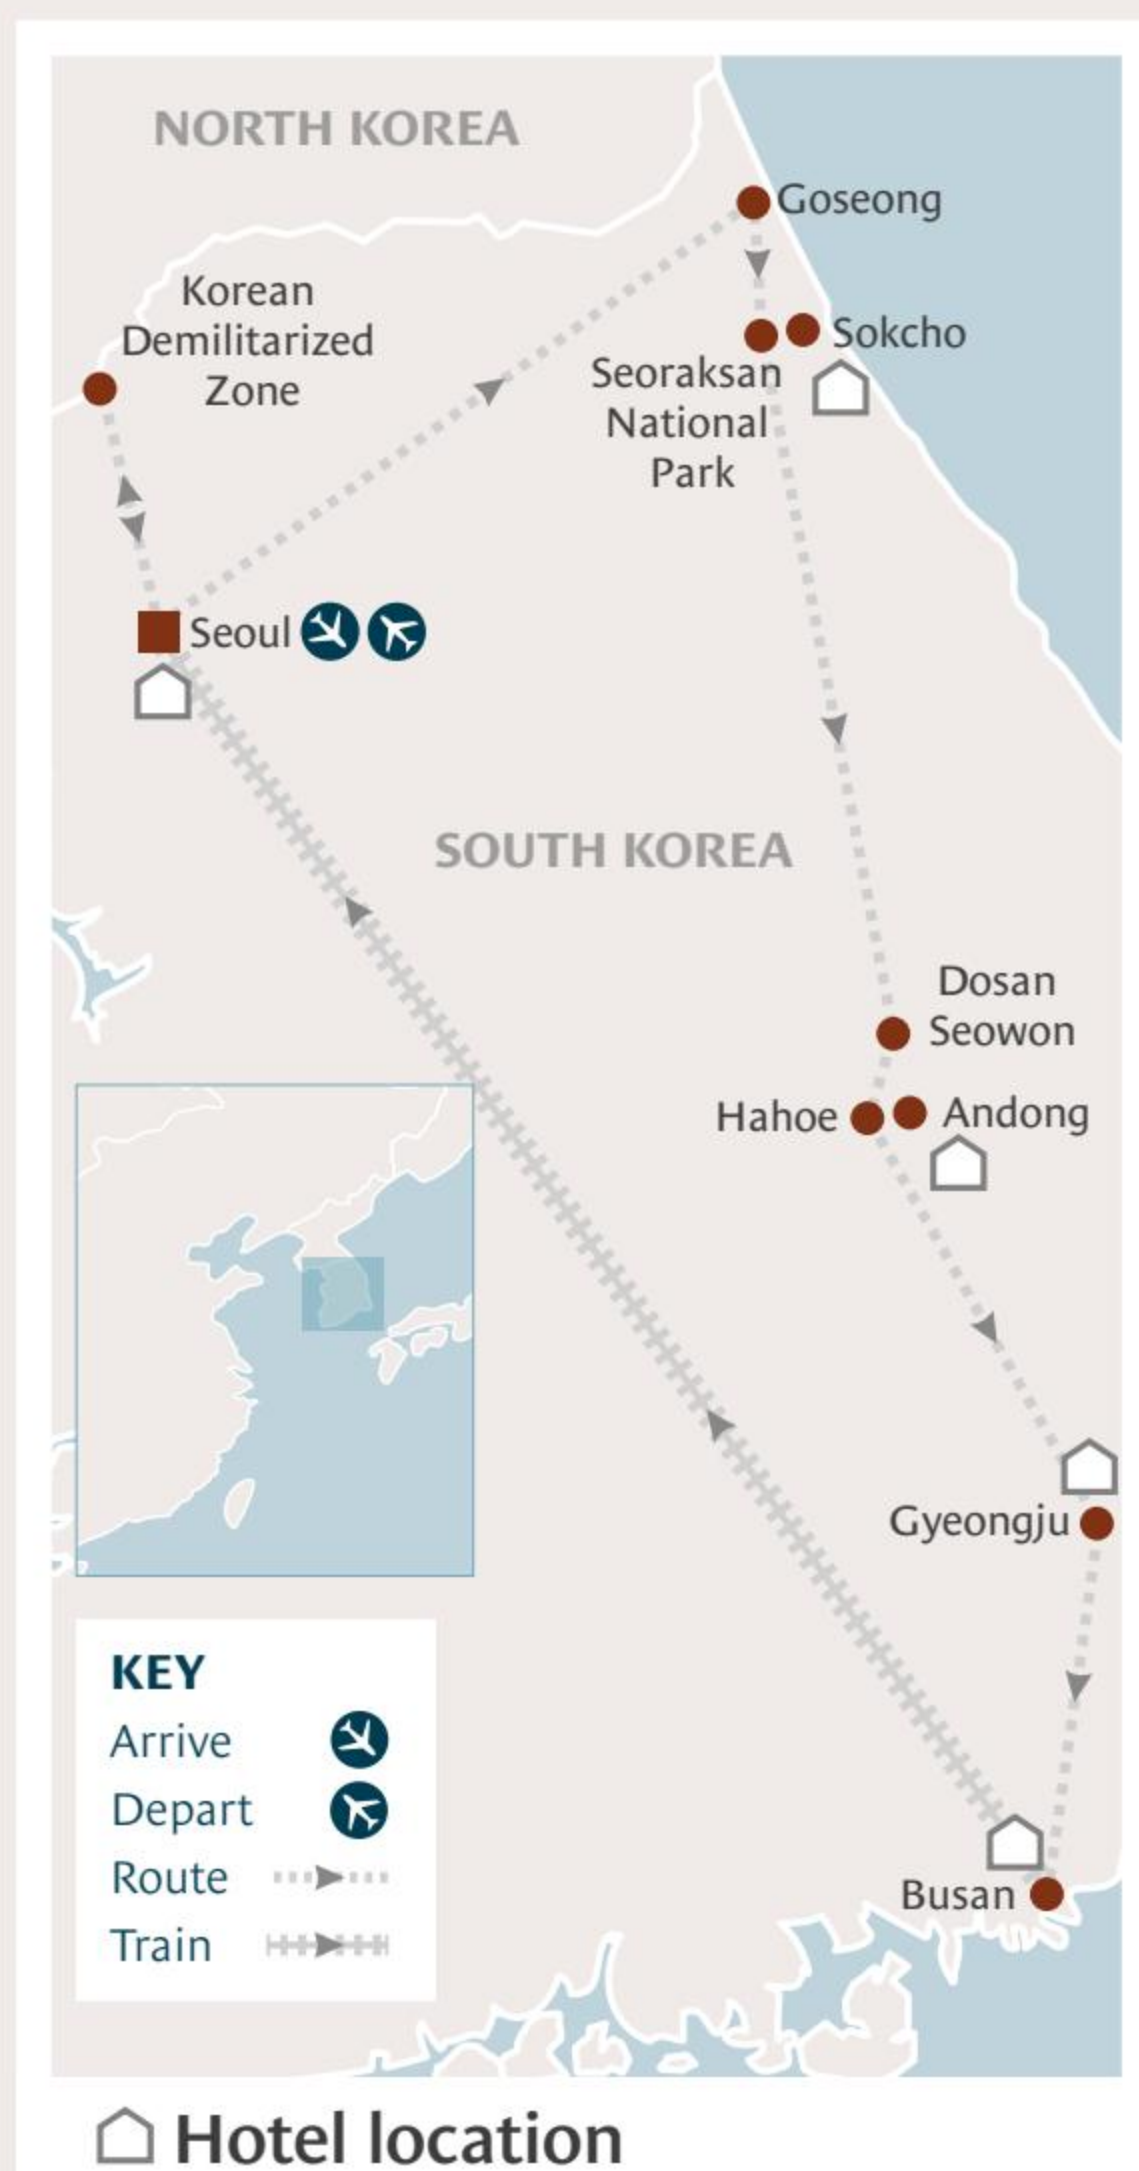 NORTH KOREA
Goseong
Korean
Demilitarized
Zone
Sokcho
Seoraksan
National
Park
Seoul
SOUTH KOREA
Dosan
Seowon
Hahoe
Andong
Gyeongju
KEY
Arrive
Depart
Route
Train
Busan
Hotel location